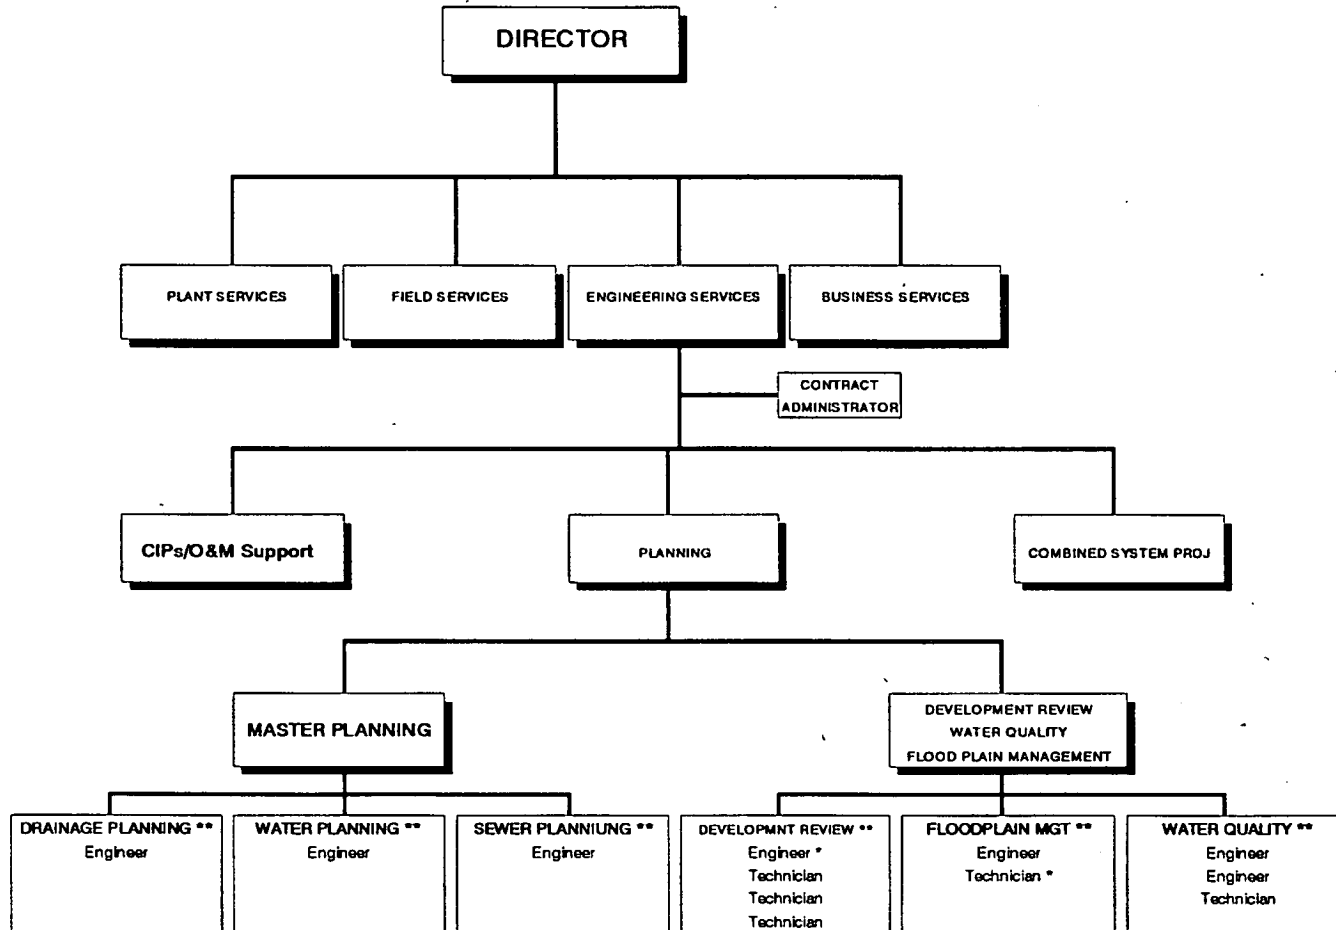 DIRECTOR
PLANT SERVICES
FIELD SERVICES
ENGINEERING SERVICES
BUSINESS SERVICES
CONTRACT
ADMINISTRATOR
CIPs/O&M Support
PLANNING
COMBINED SYSTEM PROJ
MASTER PLANNING
DEVELOPMENT REVIEW
WATER QUALITY
FLOOD PLAIN MANAGEMENT
DRAINAGE PLANNING **
Engineer
WATER PLANNING **
Engineer
SEWER PLANNIUNG **
Engineer
DEVELOPMNT REVIEW **
Engineer *
Technician
Technician
Technician
FLOODPLAIN MGT **
Engineer
Technician *
WATER QUALITY **
Engineer
Engineer
Technician